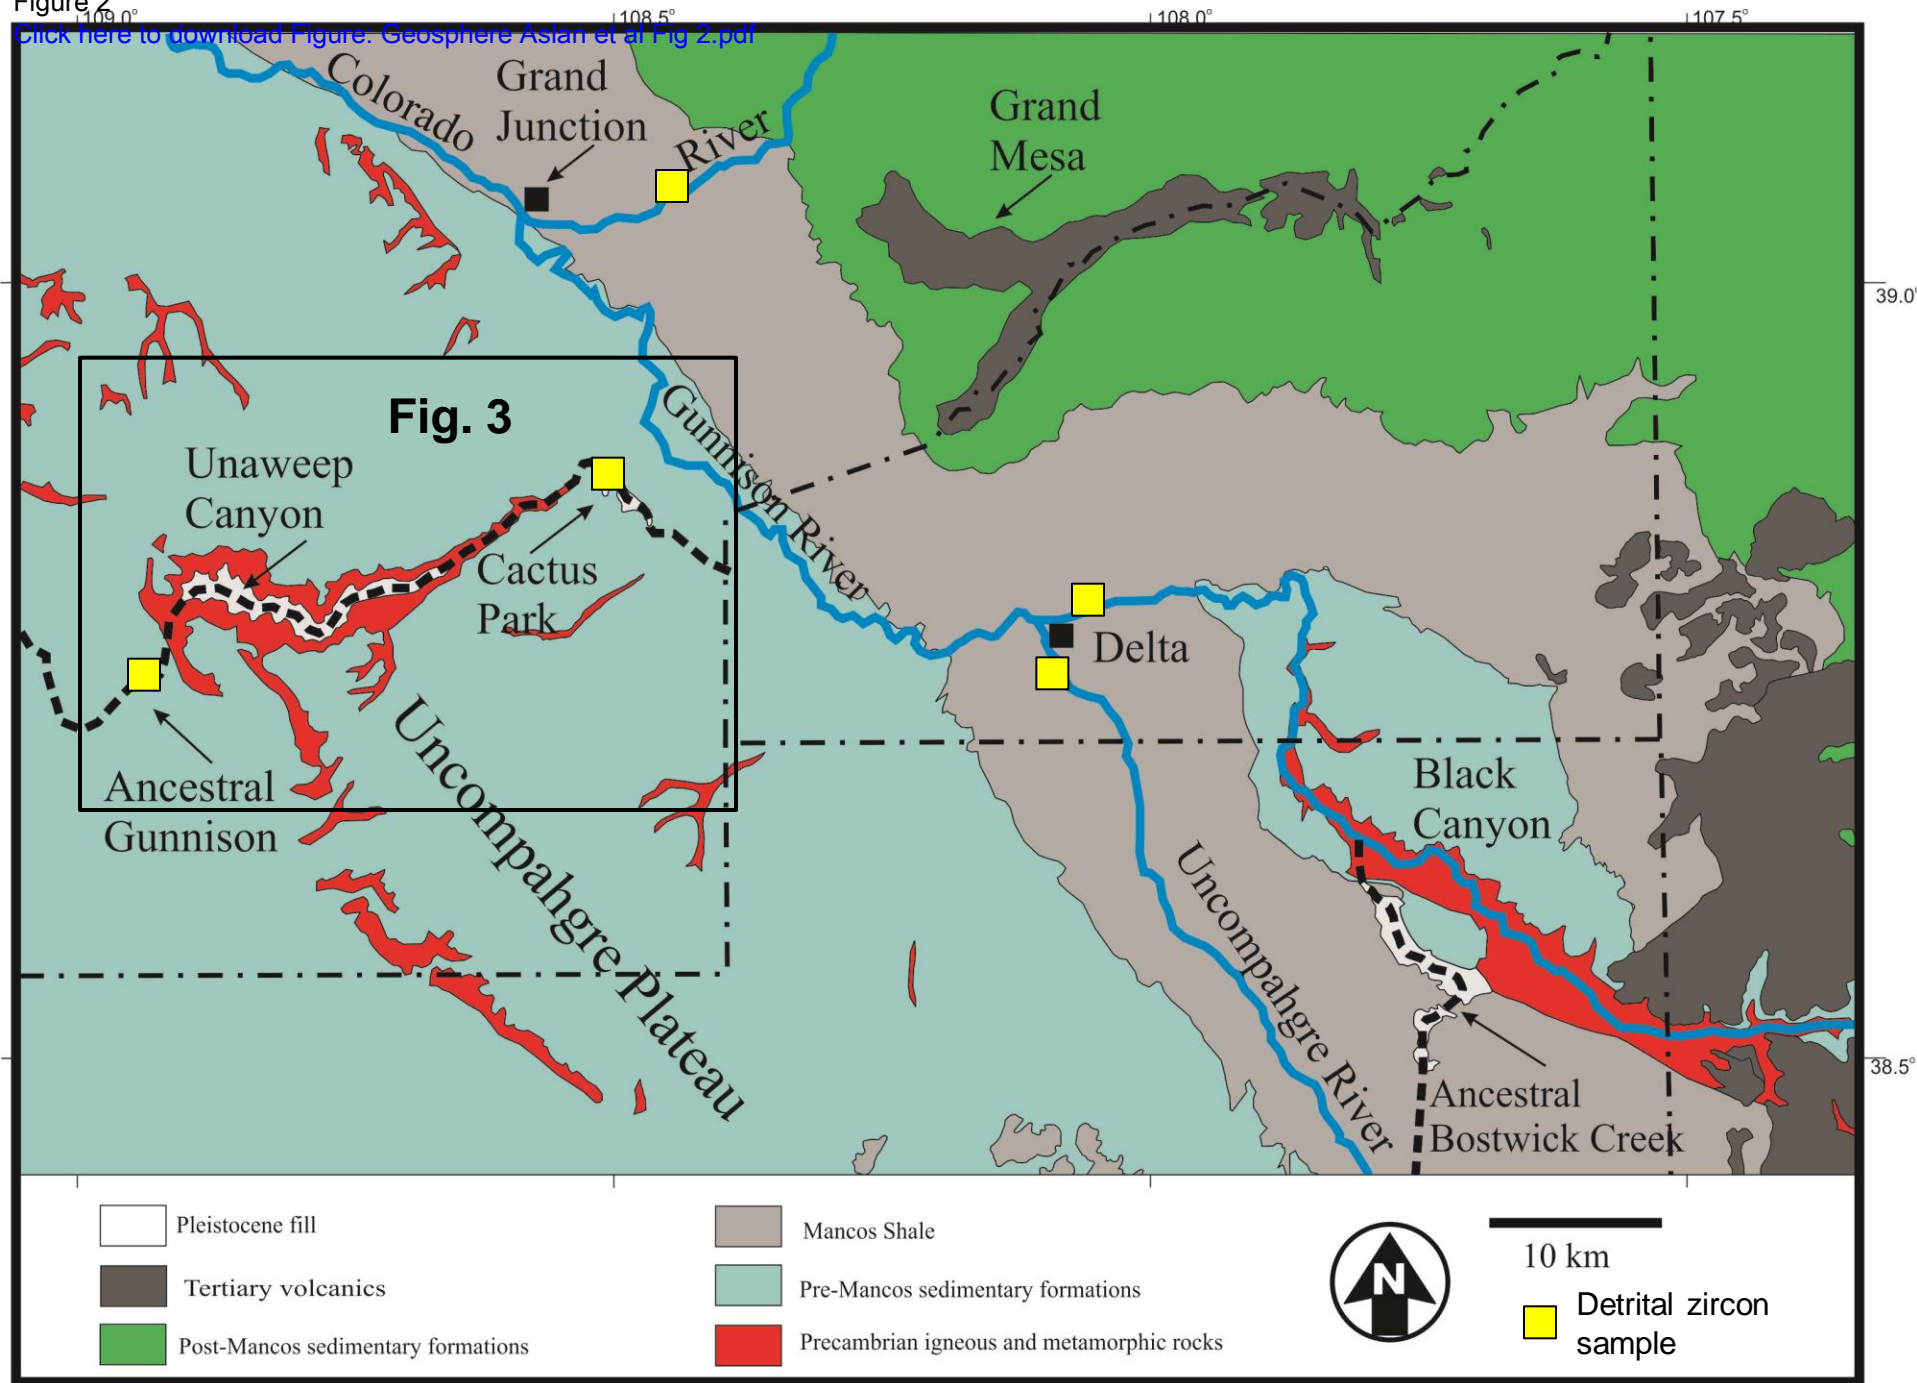 Figure 2
Click here to download Figure: Geosphere Aslan et al Fig 2.pdf
109.0°
108.5°
108.0°
107.5°
Colorado
River
Grand
Junction
Grand
Mesa
39.0°
Fig. 3
Gunnison River
Unaweep
Canyon
Cactus
Park
Delta
Ancestral
Gunnison
Uncompahgre Plateau
Black
Canyon
Uncompahgre River
38.5°
Ancestral
Bostwick Creek
Pleistocene fill
Tertiary volcanics
Post-Mancos sedimentary formations
Mancos Shale
Pre-Mancos sedimentary formations
Precambrian igneous and metamorphic rocks
N
10 km
Detrital zircon
sample